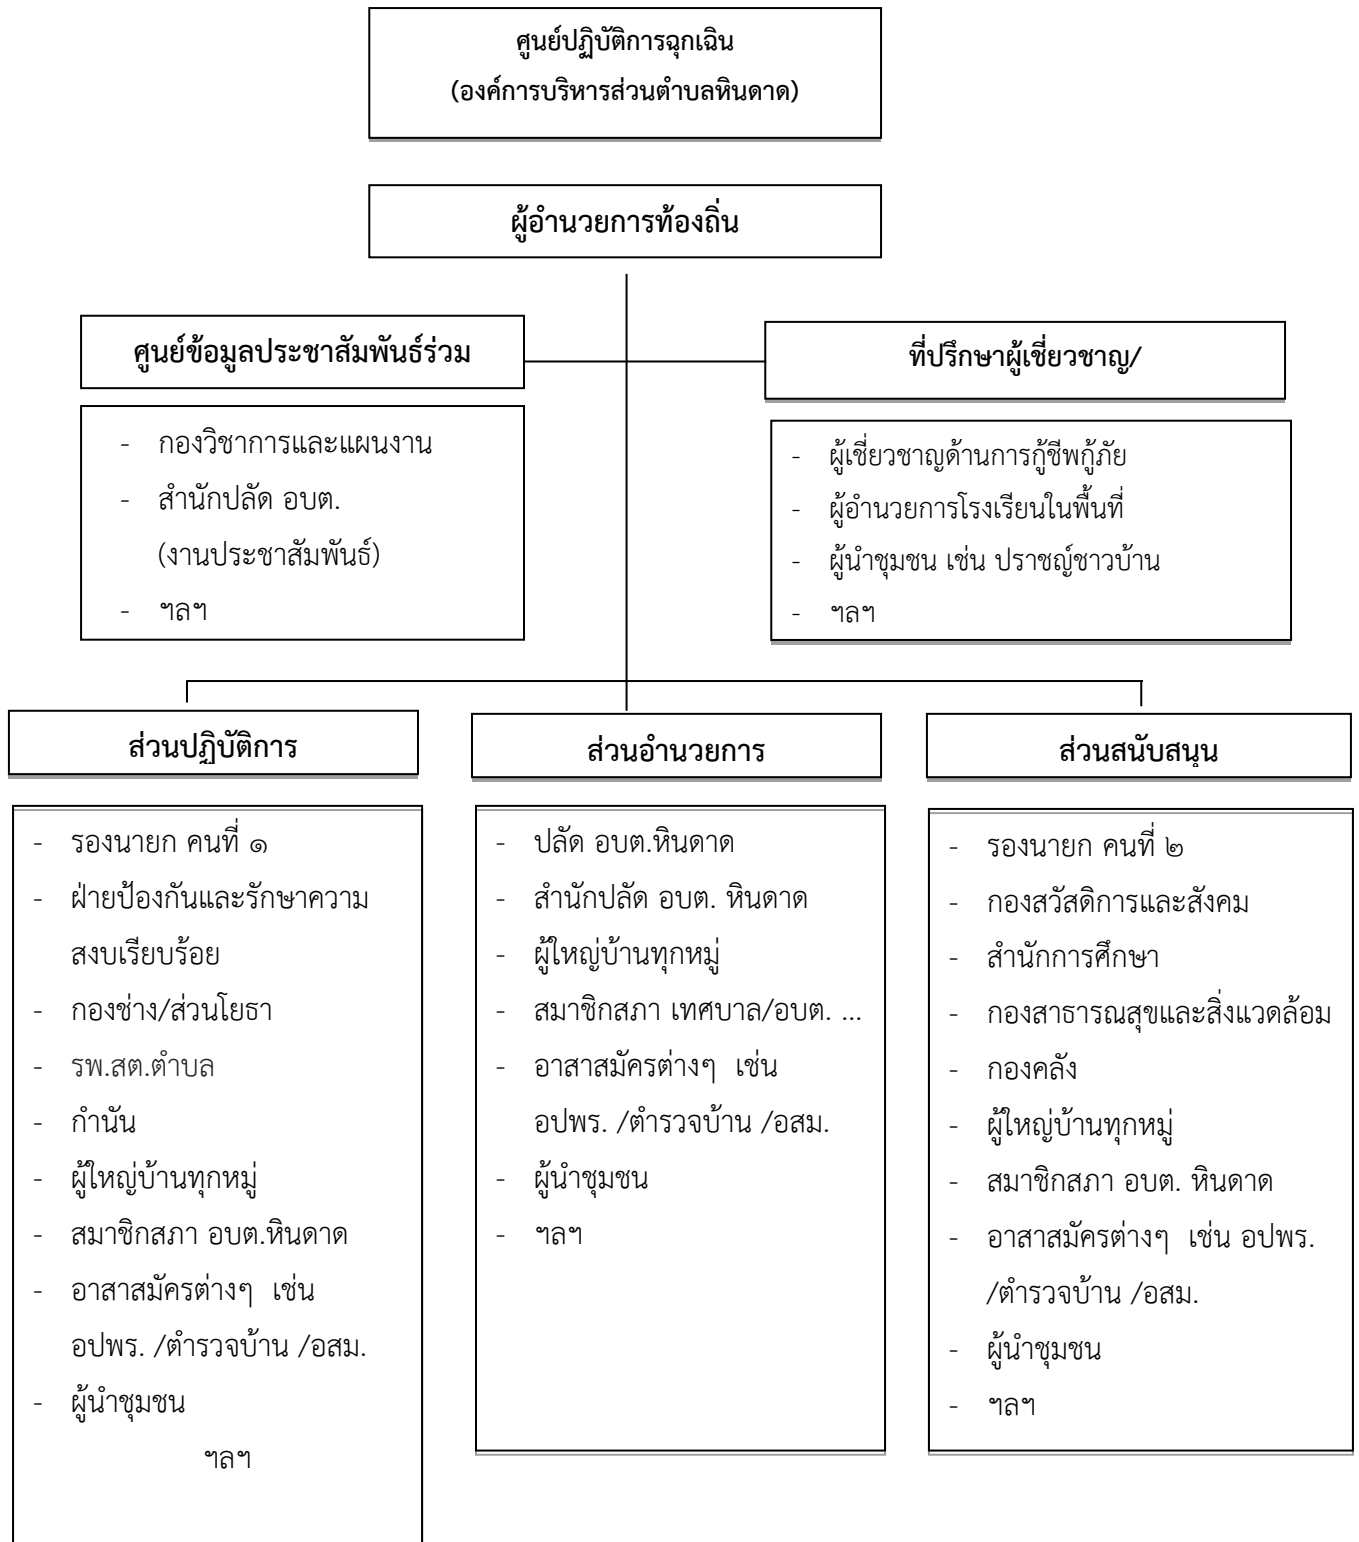 ศูนย์ปฏิบัติการฉุกเฉิน
(องค์การบริหารส่วนตำบลหินดาด)
ผู้อำนวยการท้องถิ่น
ศูนย์ข้อมูลประชาสัมพันธ์ร่วม
- กองวิชาการและแผนงาน
- สำนักปลัด อบต.
(งานประชาสัมพันธ์)
- ฯลฯ
ที่ปรึกษาผู้เชี่ยวชาญ/
- ผู้เชี่ยวชาญด้านการกู้ชีพกู้ภัย
- ผู้อำนวยการโรงเรียนในพื้นที่
- ผู้นำชุมชน เช่น ปราชญ์ชาวบ้าน
- ฯลฯ
ส่วนปฏิบัติการ
- รองนายก คนที่ ๑
- ฝ่ายป้องกันและรักษาความ
สงบเรียบร้อย
- กองช่าง/ส่วนโยธา
- รพ.สต.ตำบล
- กำนัน
- ผู้ใหญ่บ้านทุกหมู่
- สมาชิกสภา อบต.หินดาด
- อาสาสมัครต่างๆ เช่น
อปพร. /ตำรวจบ้าน /อสม.
- ผู้นำชุมชน
ฯลฯ
ส่วนอำนวยการ
- ปลัด อบต.หินดาด
- สำนักปลัด อบต. หินดาด
- ผู้ใหญ่บ้านทุกหมู่
- สมาชิกสภา เทศบาล/อบต. ...
- อาสาสมัครต่างๆ เช่น
อปพร. /ตำรวจบ้าน /อสม.
- ผู้นำชุมชน
- ฯลฯ
ส่วนสนับสนุน
- รองนายก คนที่ ๒
- กองสวัสดิการและสังคม
- สำนักการศึกษา
- กองสาธารณสุขและสิ่งแวดล้อม
- กองคลัง
- ผู้ใหญ่บ้านทุกหมู่
- สมาชิกสภา อบต. หินดาด
- อาสาสมัครต่างๆ เช่น อปพร.
/ตำรวจบ้าน /อสม.
- ผู้นำชุมชน
- ฯลฯ